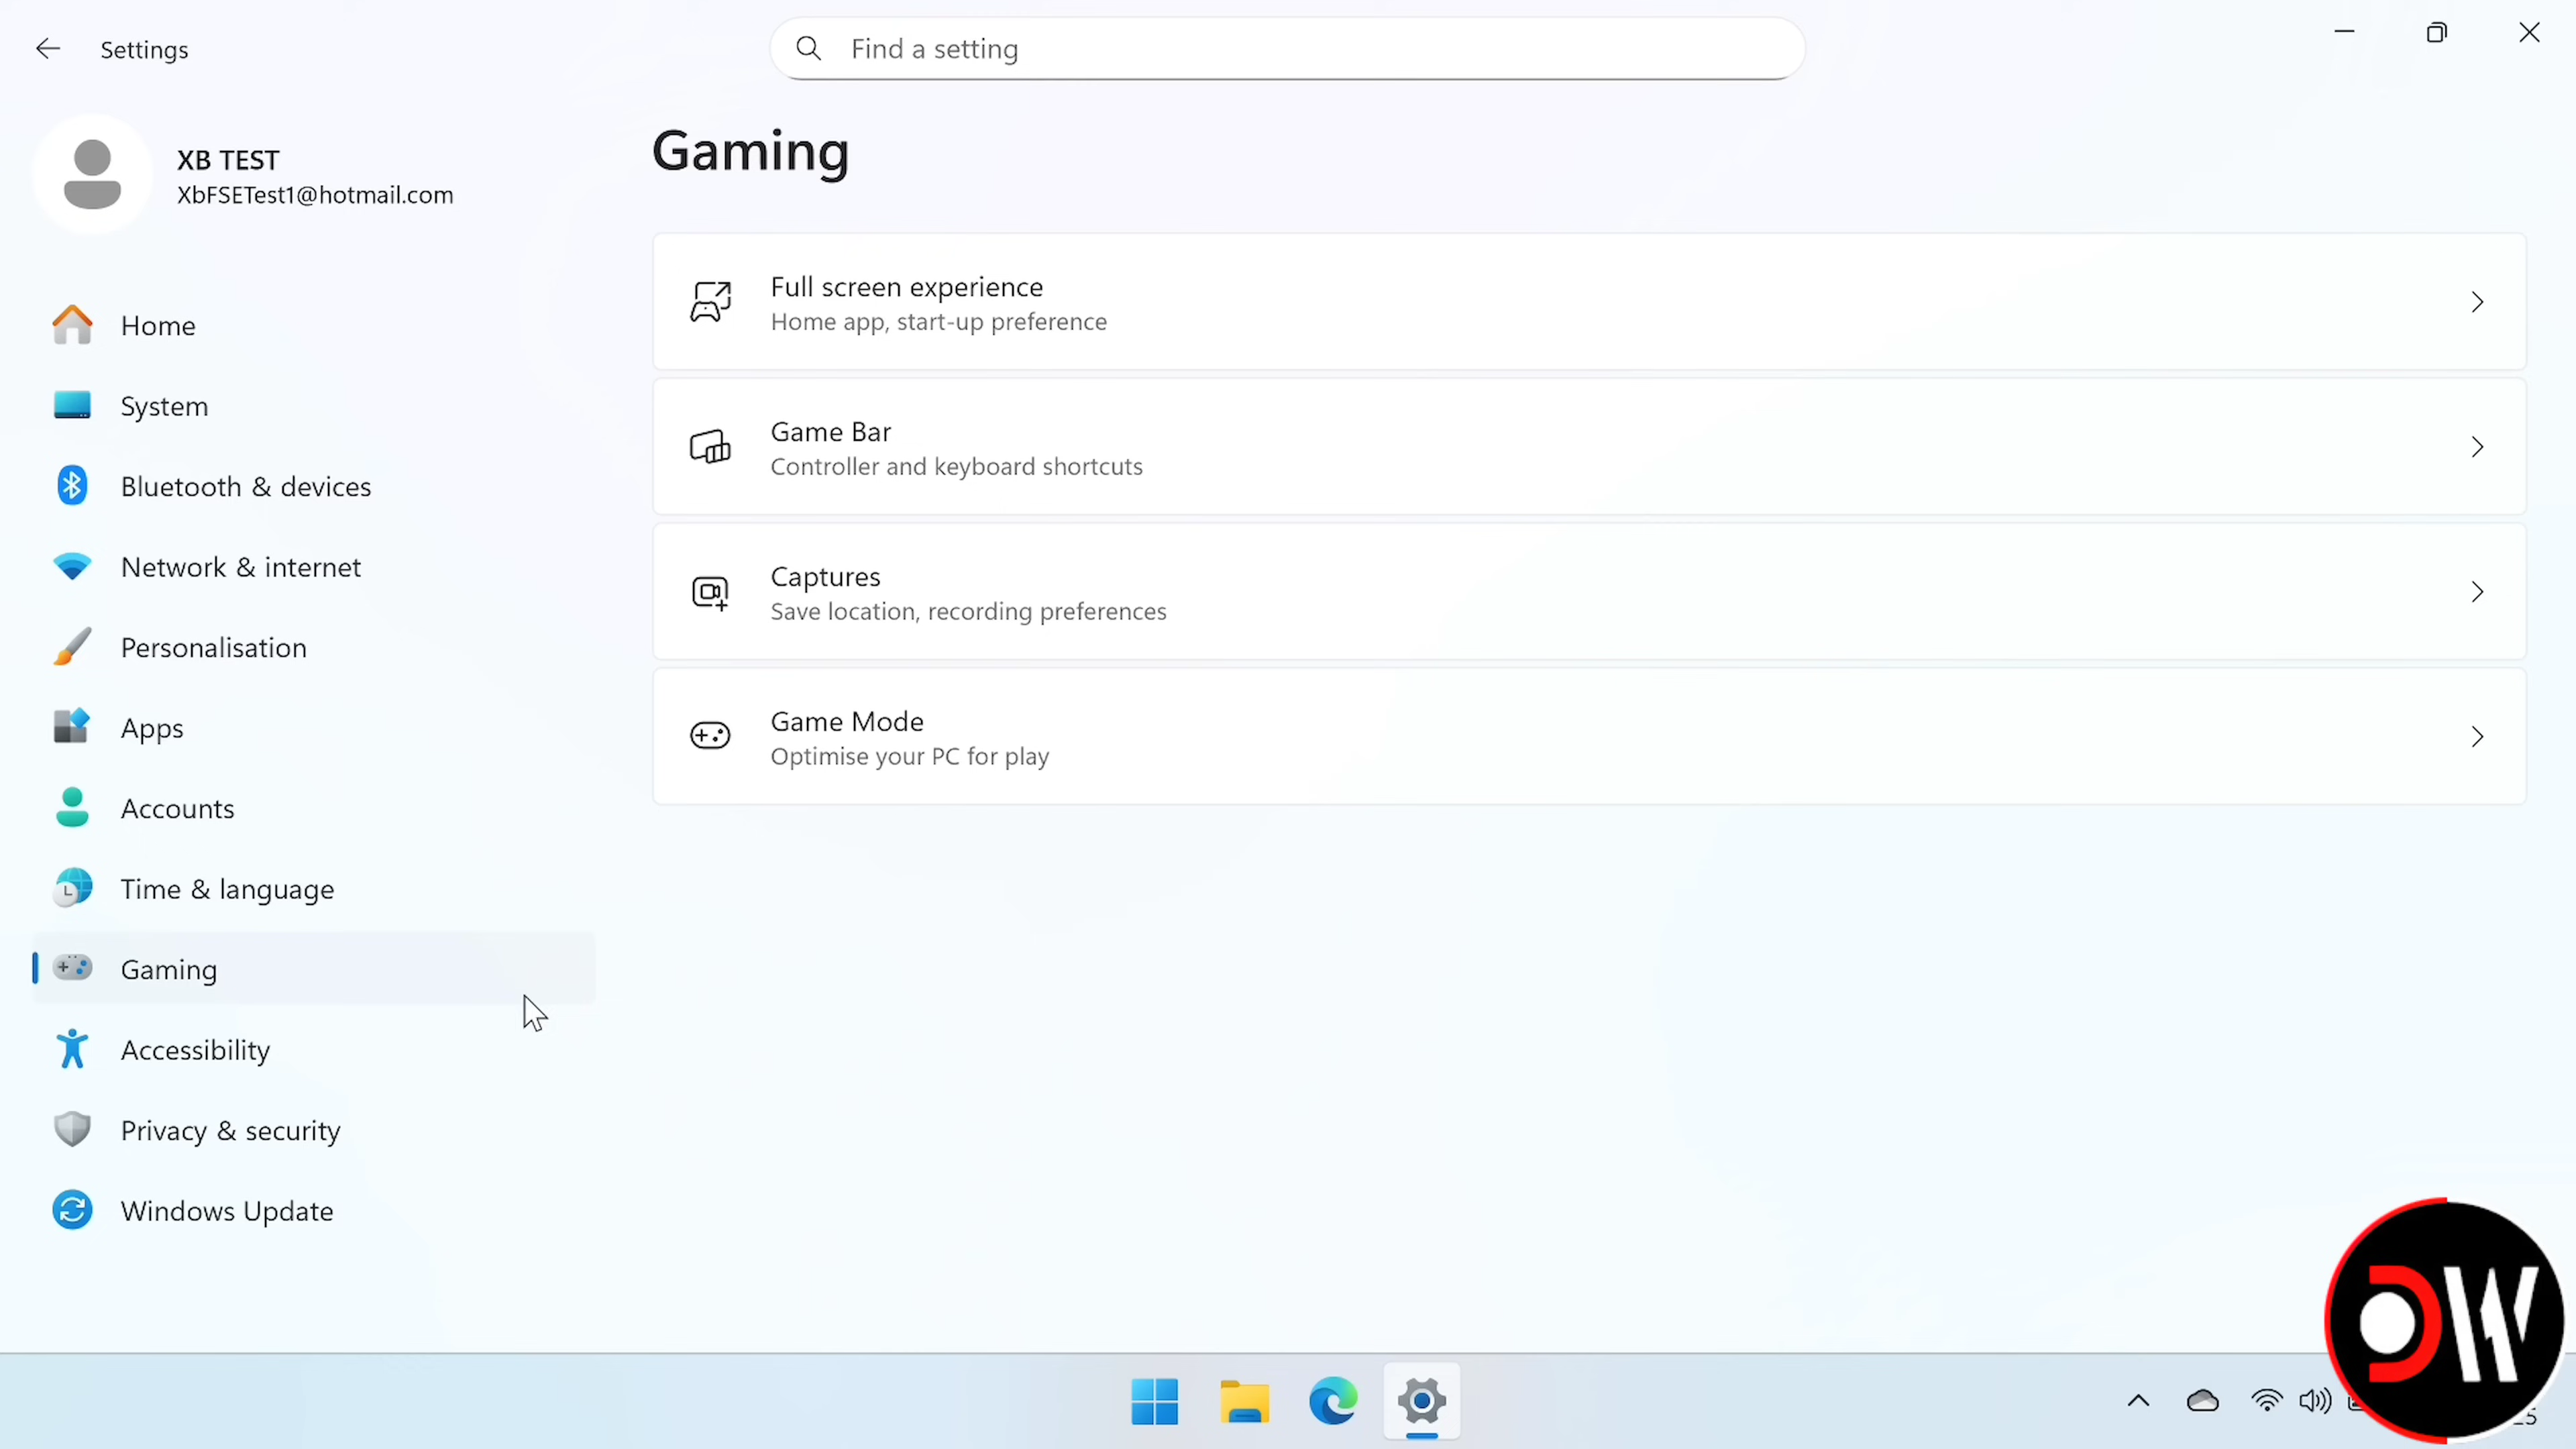 Settings
Find a setting
XB TEST
XbFSETest1@hotmail.com
Home
System
Bluetooth & devices
Network & internet
Personalisation
Apps
Accounts
Time & language
Gaming
Accessibility
Privacy & security
Windows Update
Gaming
Full screen experience
Home app, start-up preference
Game Bar
Controller and keyboard shortcuts
Captures
Save location, recording preferences
Game Mode
Optimise your PC for play
DW